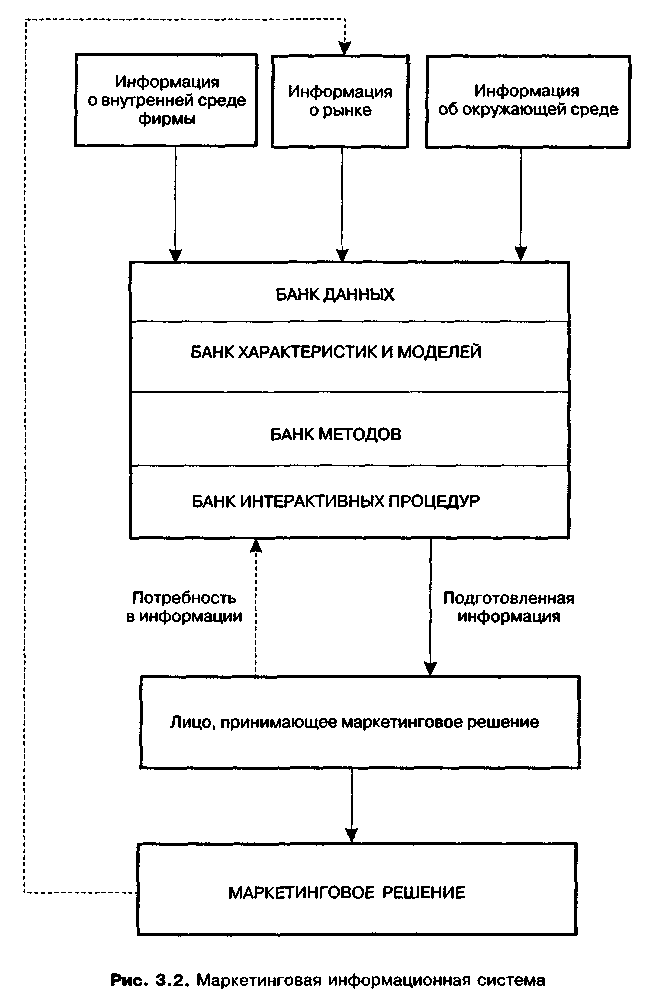 Информация
о внутренней среде
фирмы
Информация
о рынке
Информация
об окружающей среде
БАНК ДАННЫХ
БАНК ХАРАКТЕРИСТИК И МОДЕЛЕЙ
БАНК МЕТОДОВ
БАНК ИНТЕРАКТИВНЫХ ПРОЦЕДУР
Потребность
в информации
Подготовленная
информация
Лицо, принимающее маркетинговое решение
МАРКЕТИНГОВОЕ РЕШЕНИЕ
Рис. 3.2. Маркетинговая информационная система